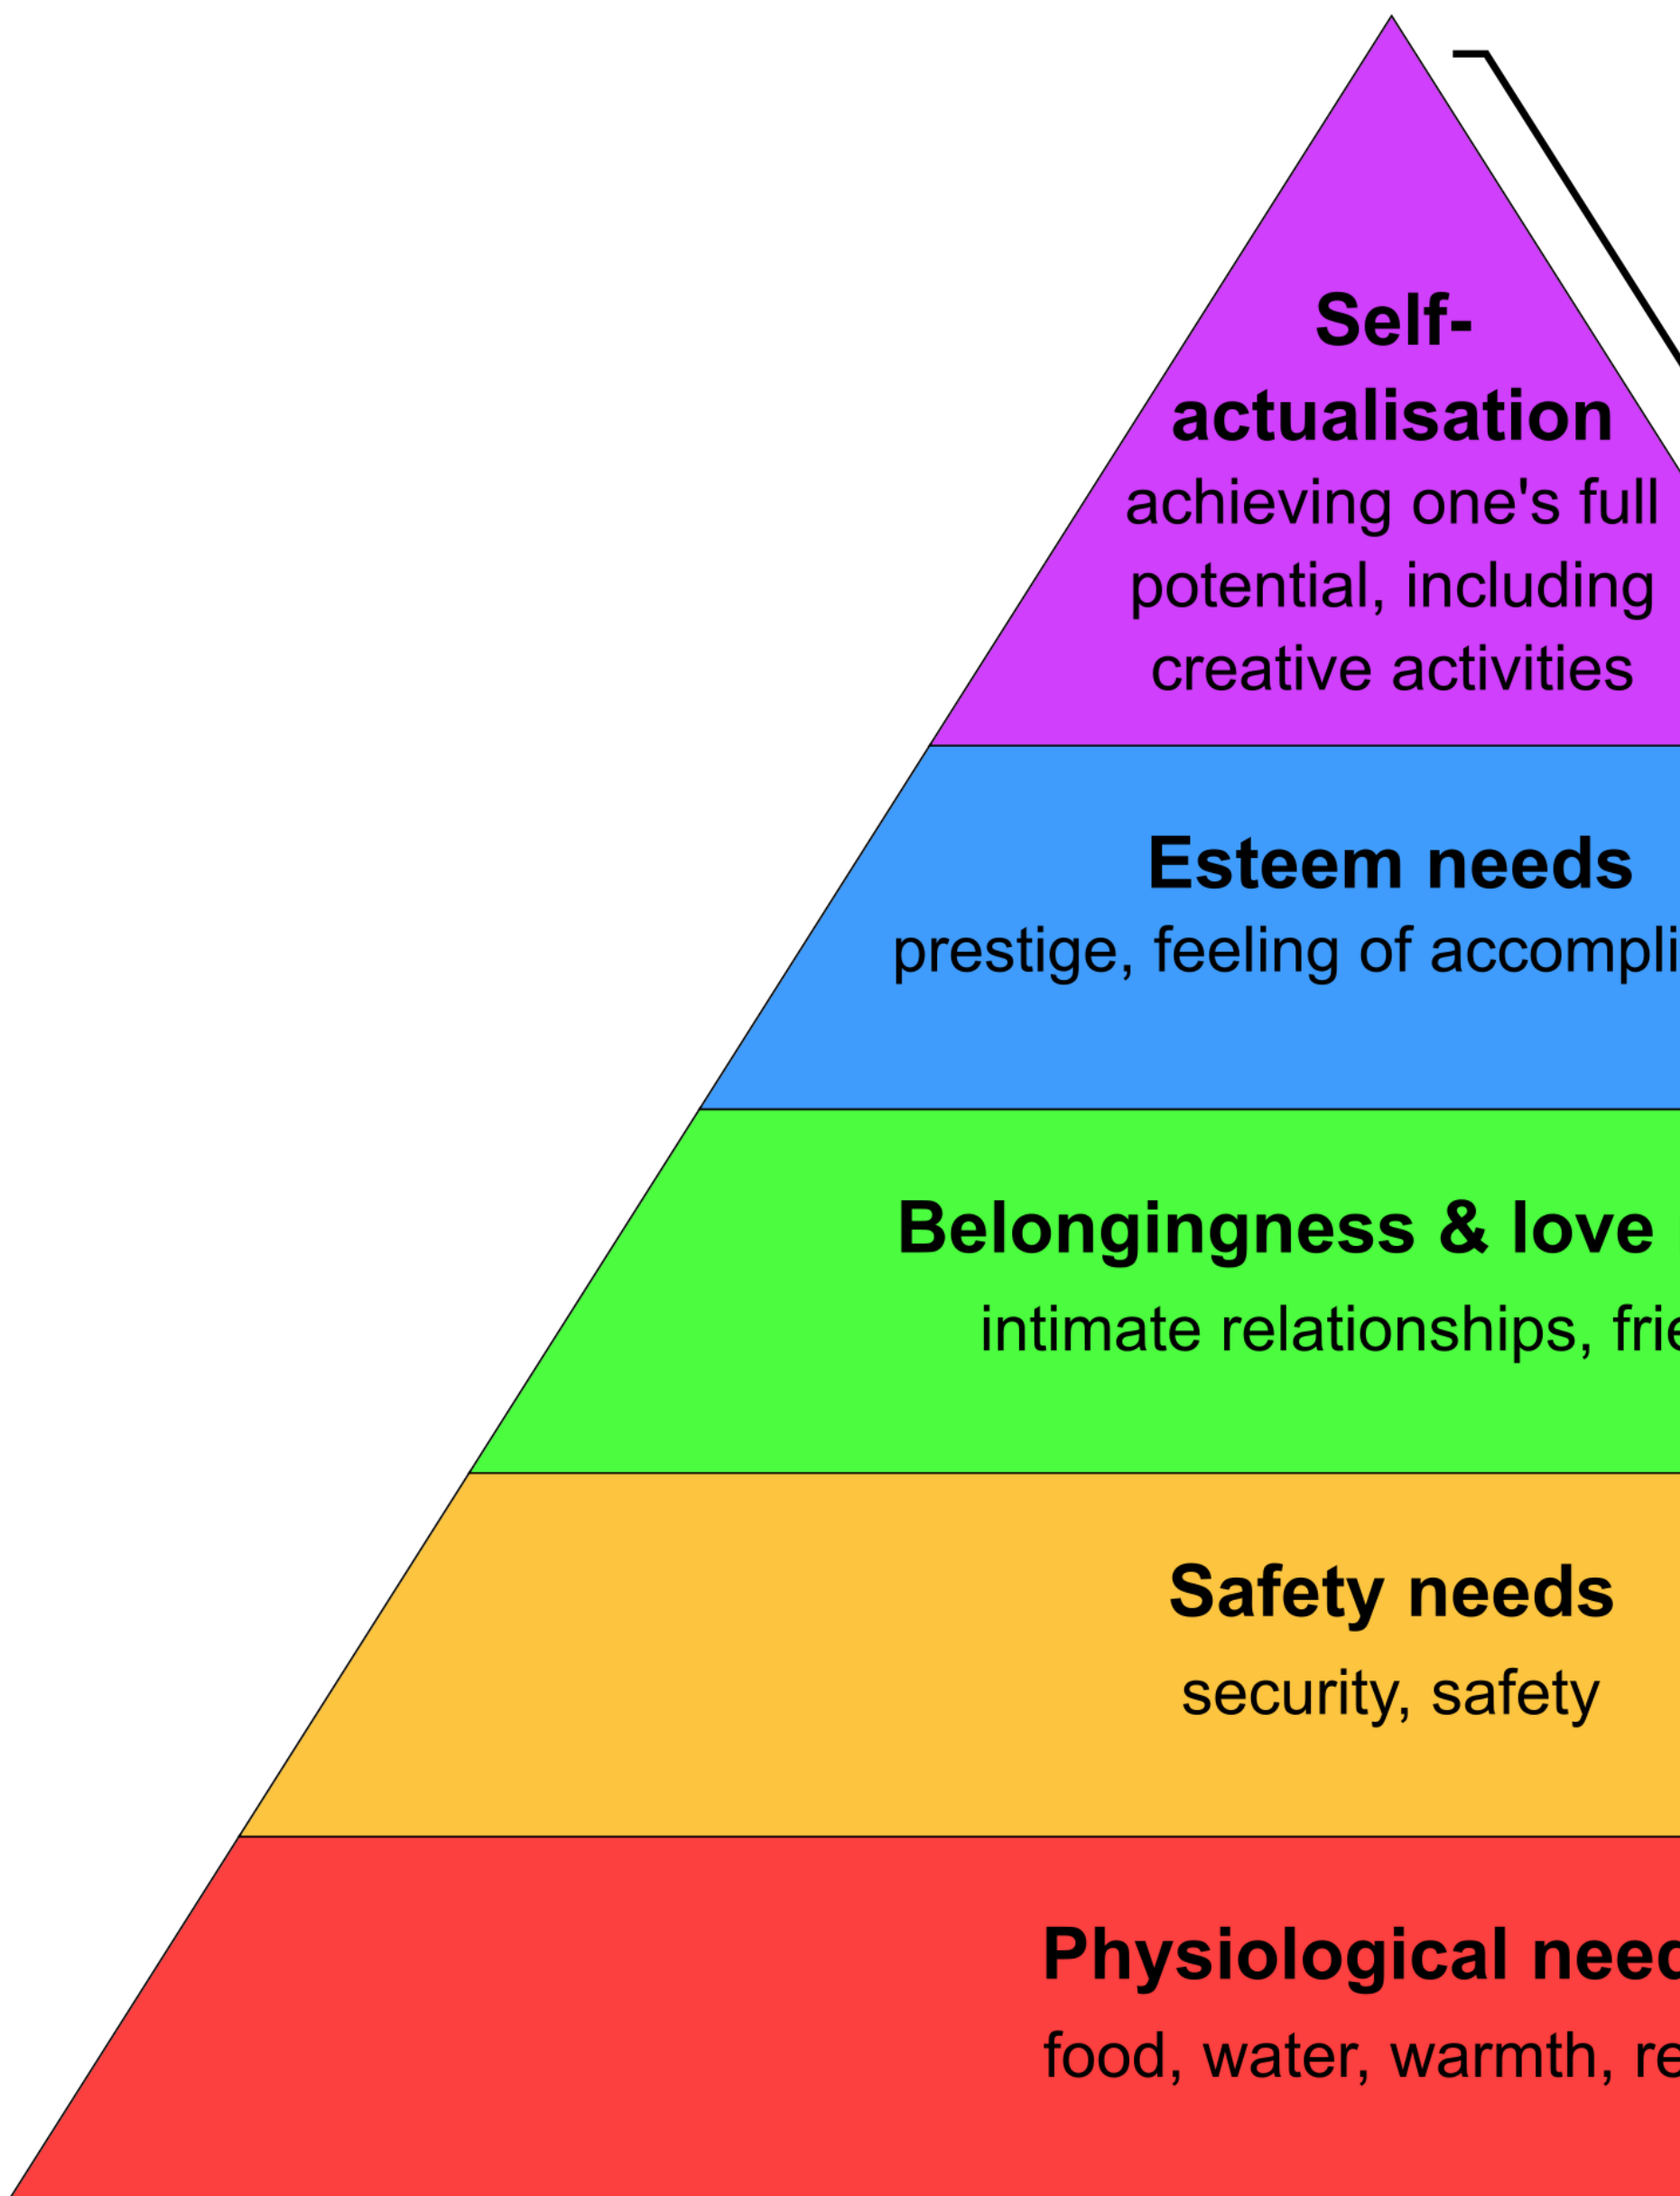 Self-
actualisation
achieving one's full
potential, including
creative activities
Esteem needs
prestige, feeling of accompli
Belongingness & love
intimate relationships, frie
Safety needs
security, safety
Physiological need
food, water, warmth, re